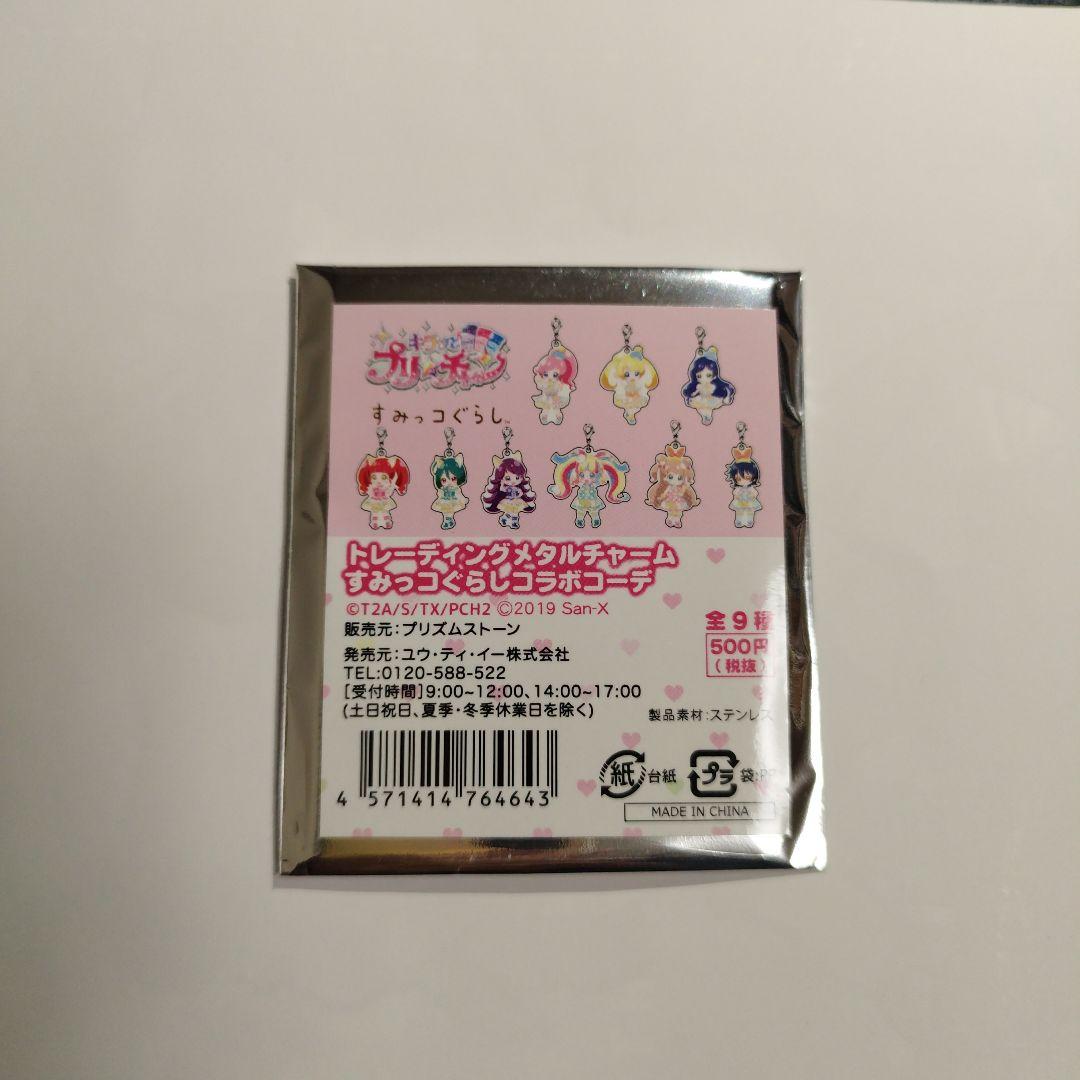 キラッと
プリ☆チャン
すみっコぐらし™
トレーディングメタルチャーム
すみっコぐらしコラボコーデ
©T2A/S/TX/PCH2 ©2019 San-X
販売元:プリズムストーン
全9種
500円
(税抜)
発売元:ユウ・ティ・イー株式会社
TEL:0120-588-522
[受付時間]9:00~12:00、14:00~17:00
(土日祝日、夏季・冬季休業日を除く)
製品素材:ステンレス
紙 台紙 プラ 袋:PP
4 571414 764643
MADE IN CHINA